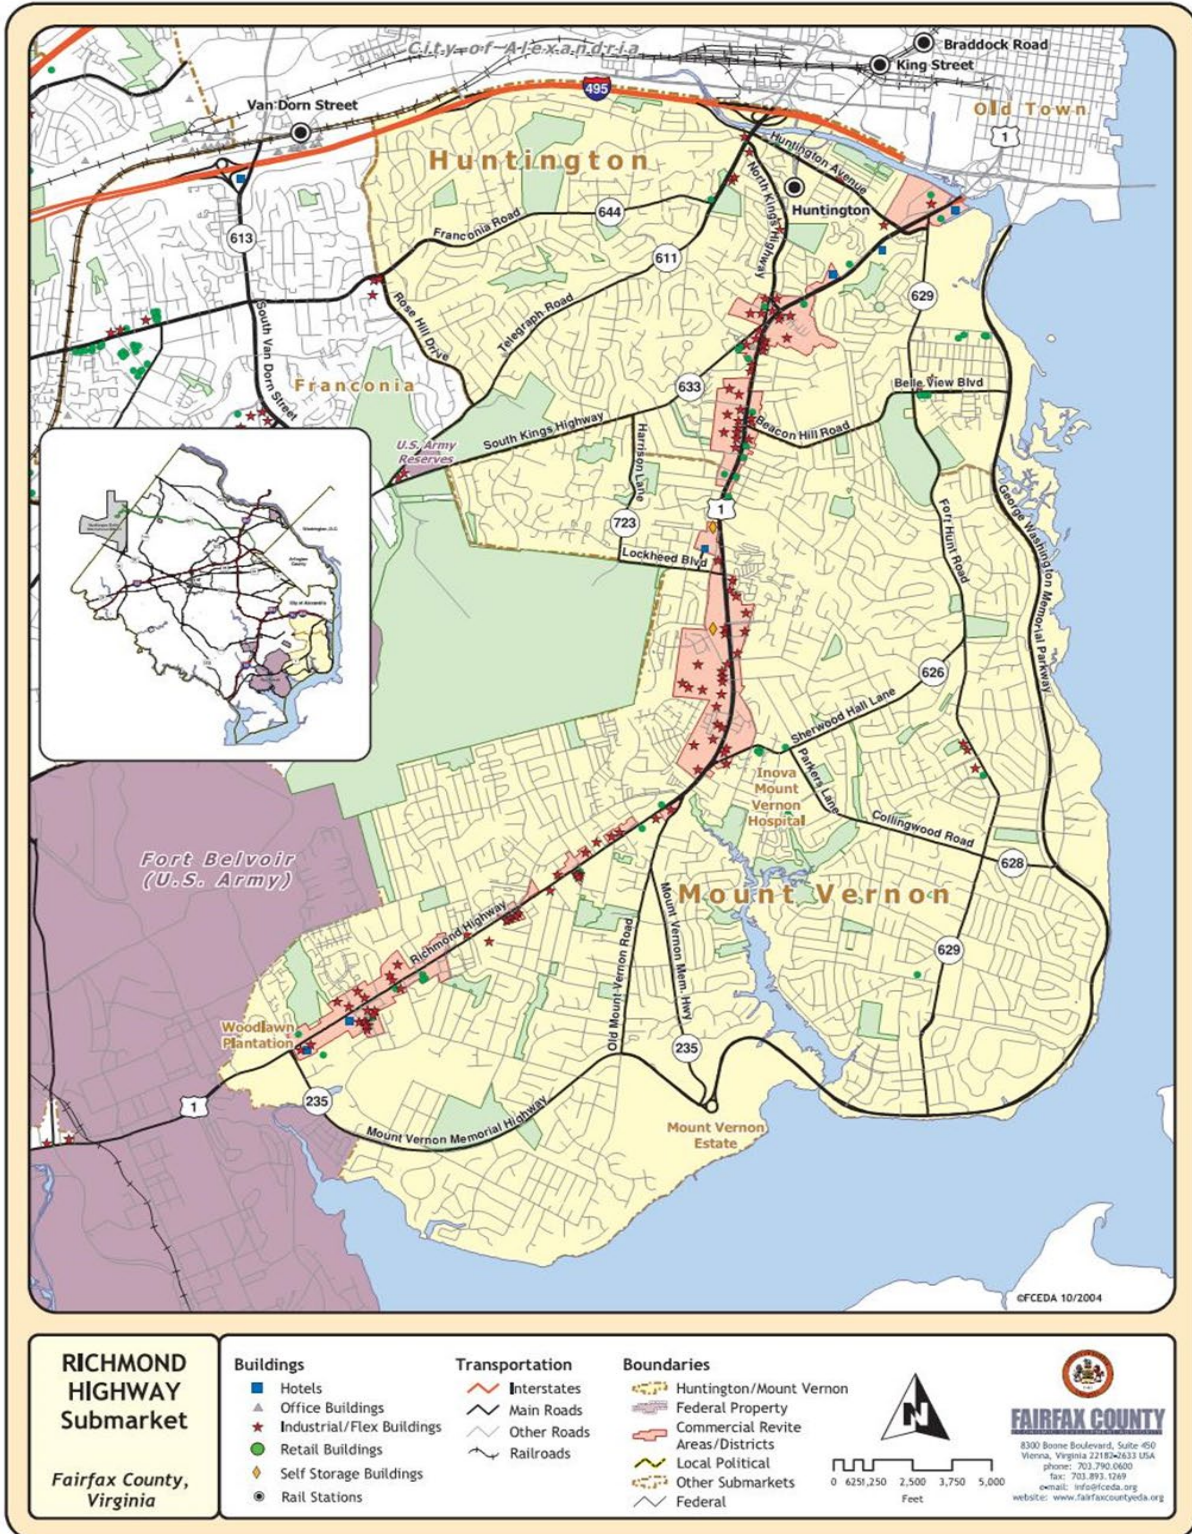 City of Alexandria
Braddock Road
King Street
495
Van Dorn Street
Old Town
1
Huntington
Huntington Avenue
North Kings Highway
Huntington
644
Franconia Road
613
611
629
Rose Hill Drive
Telegraph Road
South Van Dorn Street
Franconia
633
Belle View Blvd
South Kings Highway
Beacon Hill Road
U.S. Army
Reserves
Harrison Lane
1
723
Lockheed Blvd
Fort Hunt Road
George Washington Memorial Parkway
626
Sherwood Hall Lane
Parkers Lane
Inova
Mount
Vernon
Hospital
Collingwood Road
628
Fort Belvoir
(U.S. Army)
Mount Vernon
Richmond Highway
Old Mount Vernon Road
Mount Vernon Mem. Hwy
629
Woodlawn
Plantation
235
235
1
Mount Vernon Memorial Highway
Mount Vernon
Estate
©FCEDA 10/2004
RICHMOND
HIGHWAY
Submarket
Fairfax County,
Virginia
Buildings
Hotels
Office Buildings
Industrial/Flex Buildings
Retail Buildings
Self Storage Buildings
Rail Stations
Transportation
Interstates
Main Roads
Other Roads
Railroads
Boundaries
Huntington/Mount Vernon
Federal Property
Commercial Revite
Areas/Districts
Local Political
Other Submarkets
Federal
N
0 625 1,250 2,500 3,750 5,000
Feet
FAIRFAX COUNTY
ECONOMIC DEVELOPMENT AUTHORITY
8300 Boone Boulevard, Suite 450
Vienna, Virginia 22182-2633 USA
phone: 703.790.0600
fax: 703.893.1269
e-mail: info@fceda.org
website: www.fairfaxcountyeda.org